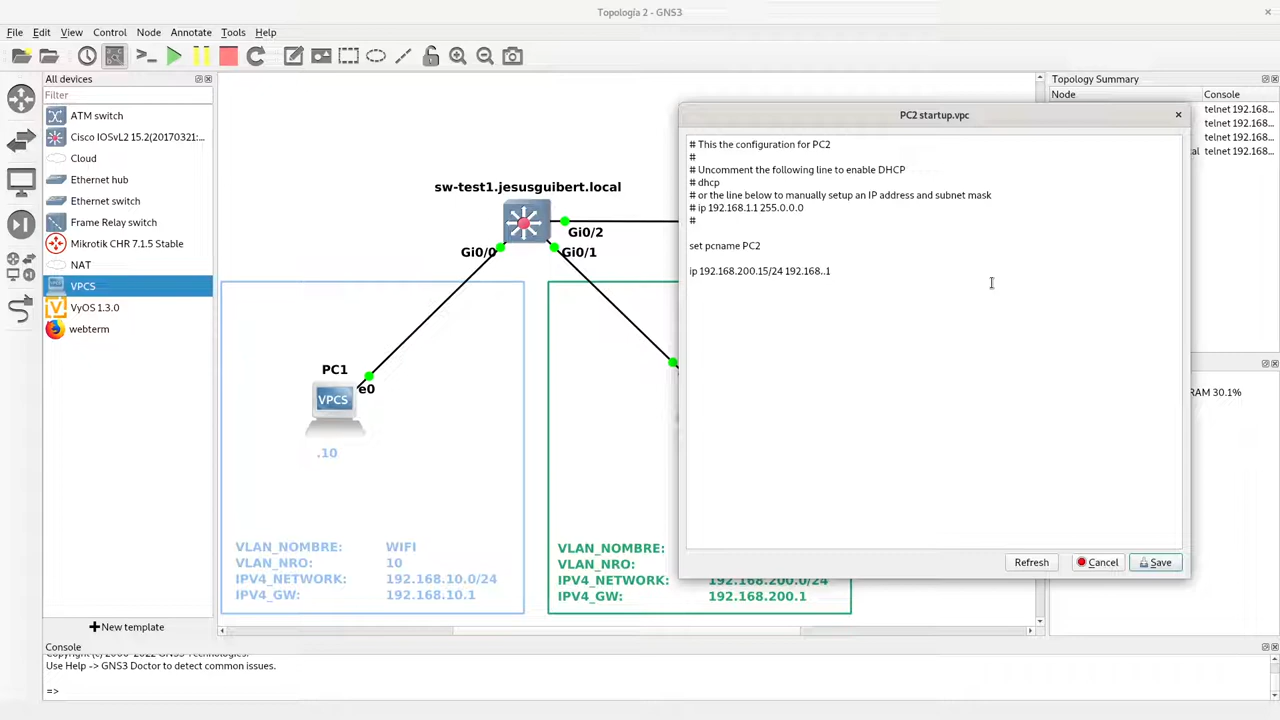 Topología 2 - GNS3
File Edit View Control Node Annotate Tools Help
All devices
Filter
ATM switch
Cisco IOSvL2 15.2(20170321:...
Cloud
Ethernet hub
Ethernet switch
Frame Relay switch
Mikrotik CHR 7.1.5 Stable
NAT
VPCS
VyOS 1.3.0
webterm
New template
sw-test1.jesusguibert.local
Gi0/2
Gi0/0
Gi0/1
PC1
e0
VPCS
.10
VLAN_NOMBRE: WIFI
VLAN_NRO: 10
IPV4_NETWORK: 192.168.10.0/24
IPV4_GW: 192.168.10.1
VLAN_NOMBRE:
VLAN_NRO:
IPV4_NETWORK: 192.168.200.0/24
IPV4_GW: 192.168.200.1
PC2 startup.vpc
# This the configuration for PC2
#
# Uncomment the following line to enable DHCP
# dhcp
# or the line below to manually setup an IP address and subnet mask
# ip 192.168.1.1 255.0.0.0
#
set pcname PC2
ip 192.168.200.15/24 192.168..1
Refresh Cancel Save
Topology Summary
Node Console
telnet 192.168...
telnet 192.168...
telnet 192.168...
al telnet 192.168...
RAM 30.1%
Console
Use Help -> GNS3 Doctor to detect common issues.
=>